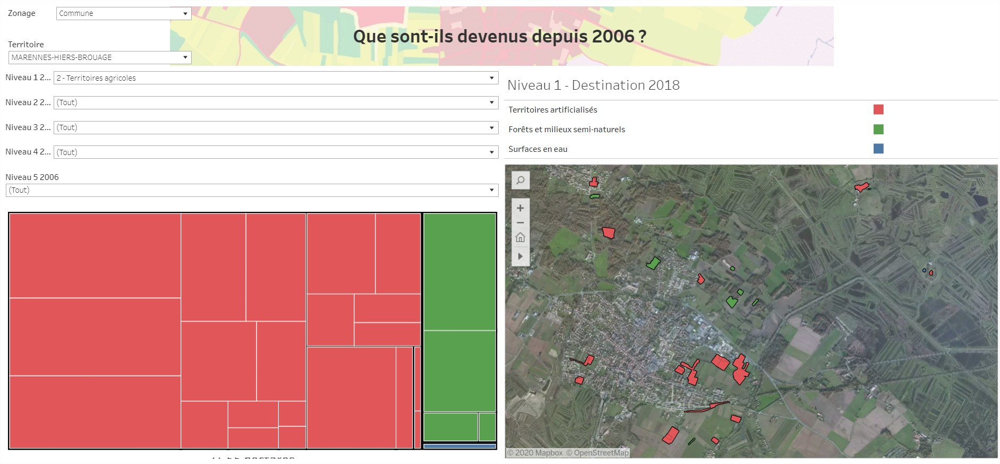 Zonage
Commune
Que sont-ils devenus depuis 2006 ?
Territoire
MARENNES-HIERS-BROUAGE
Niveau 1 2...
2 - Territoires agricoles
Niveau 2 2...
(Tout)
Niveau 3 2...
(Tout)
Niveau 4 2...
(Tout)
Niveau 5 2006
(Tout)
Niveau 1 - Destination 2018
Territoires artificialisés
Forêts et milieux semi-naturels
Surfaces en eau
© 2020 Mapbox © OpenStreetMap